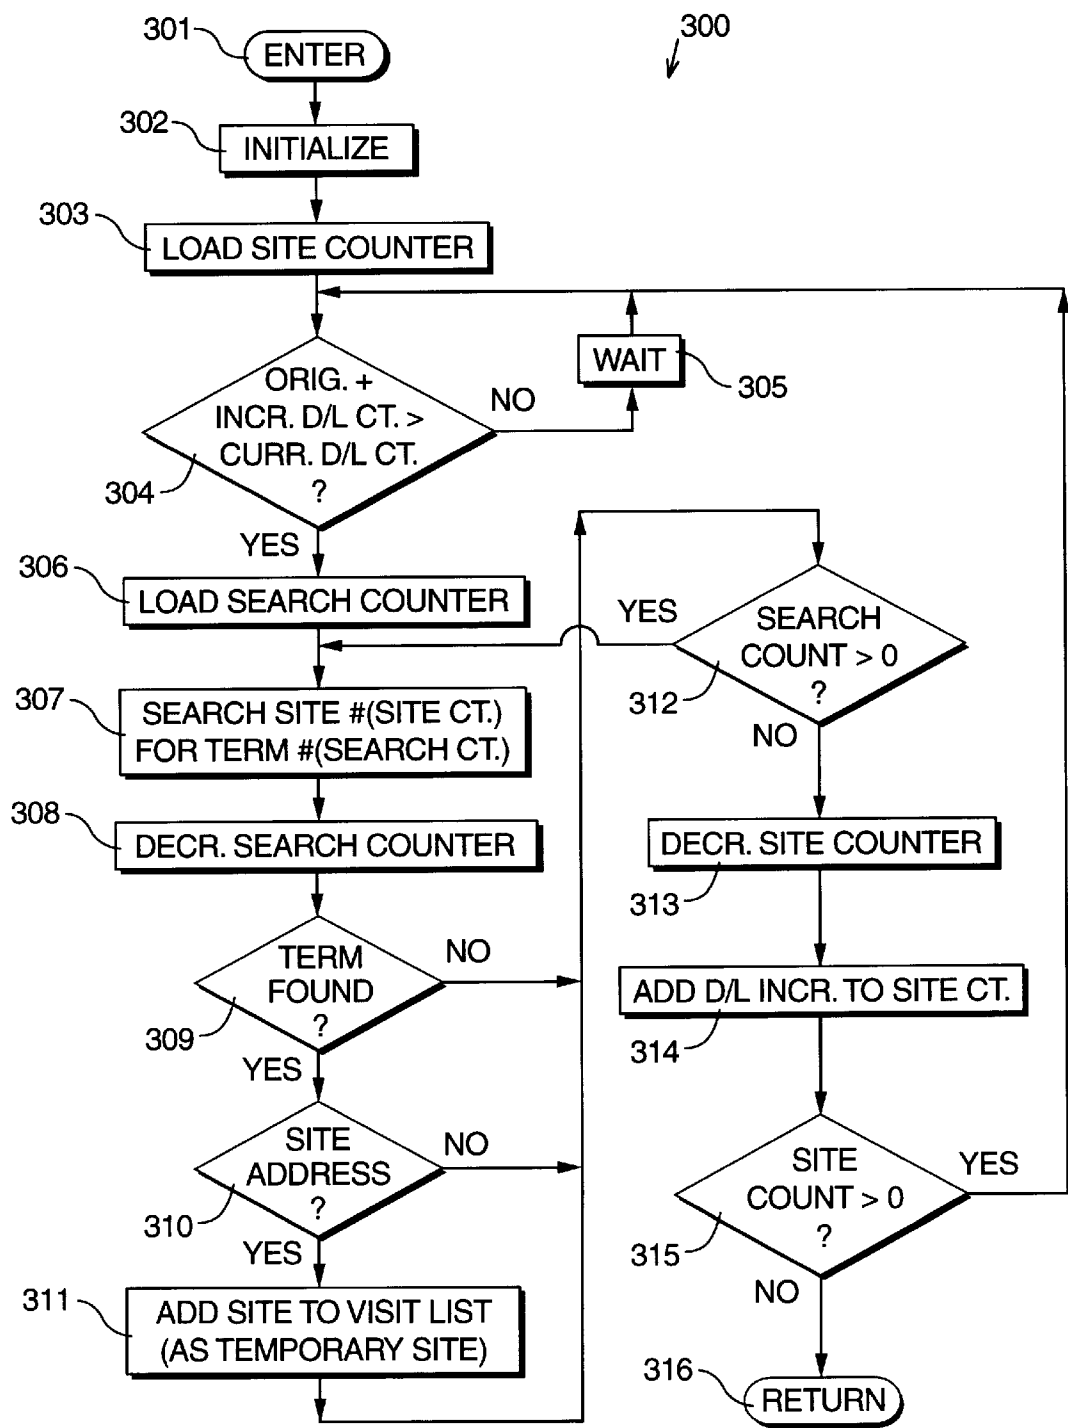 300
301
ENTER
302
INITIALIZE
303
LOAD SITE COUNTER
ORIG. +
INCR. D/L CT. >
CURR. D/L CT.
?
304
NO
WAIT
305
YES
306
LOAD SEARCH COUNTER
307
SEARCH SITE #(SITE CT.)
FOR TERM #(SEARCH CT.)
308
DECR. SEARCH COUNTER
TERM
FOUND
?
309
NO
YES
SITE
ADDRESS
?
310
NO
YES
311
ADD SITE TO VISIT LIST
(AS TEMPORARY SITE)
SEARCH
COUNT > 0
?
312
YES
NO
DECR. SITE COUNTER
313
ADD D/L INCR. TO SITE CT.
314
SITE
COUNT > 0
?
315
YES
NO
316
RETURN